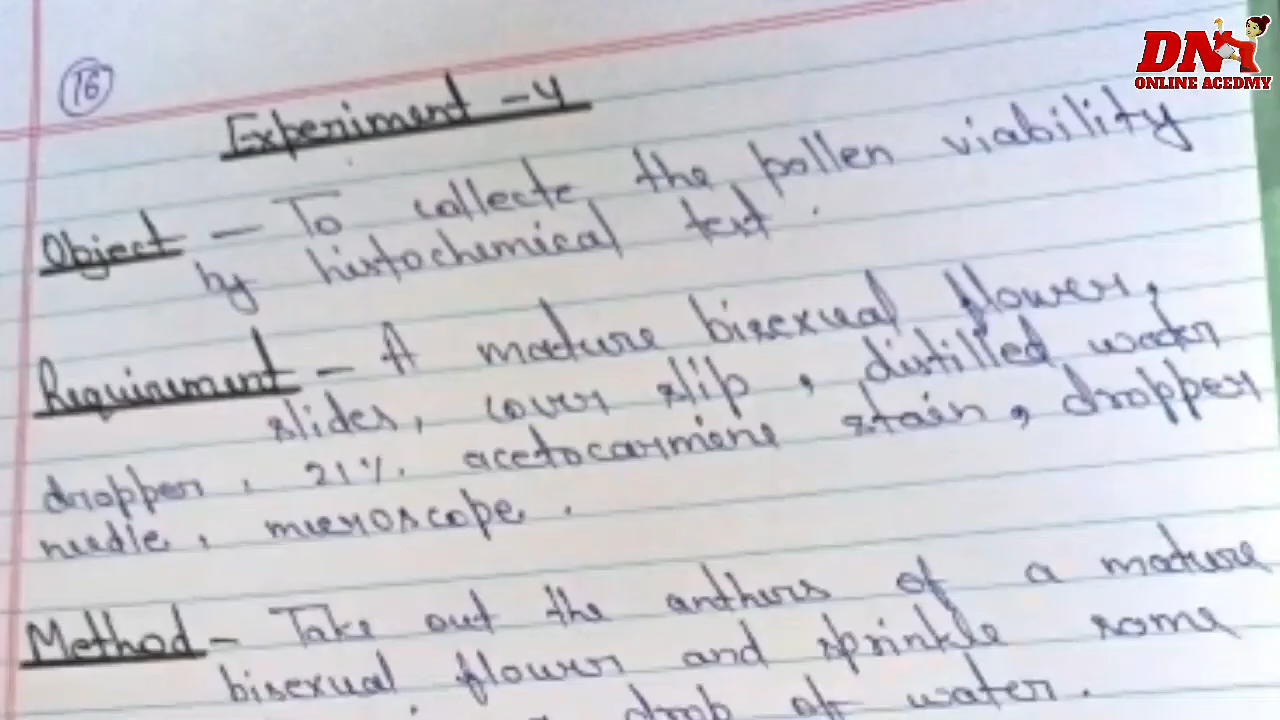 DN
ONLINE ACEDMY
16
Experiment - 4
Object - To collecte the pollen viability
by histochemical test.
Requirement - A mature bisexual flower,
slides, cover slip, distilled water
dropper, 21%. acetocarmine stain, dropper
needle, microscope.
Method - Take out the anthers of a mature
bisexual flower and sprinkle some
drop of water.